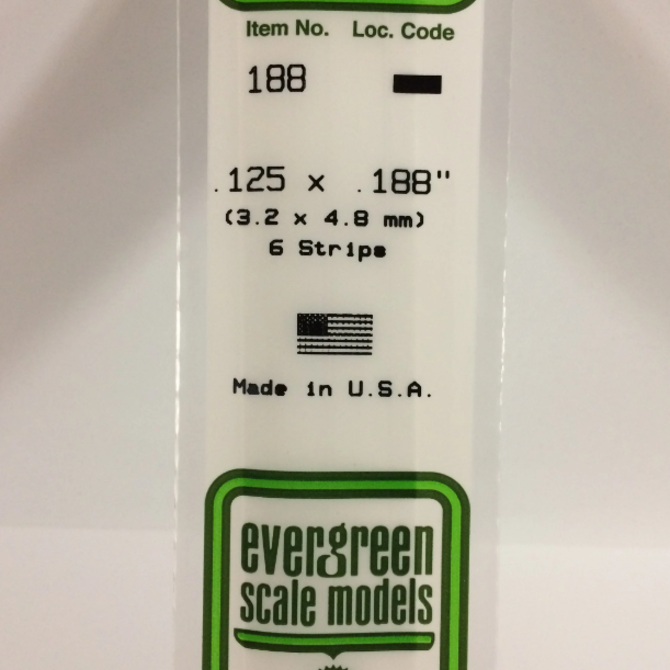 Item No. Loc. Code
188
.125 x .188"
(3.2 x 4.8 mm)
6 Strips
Made in U.S.A.
evergreen
scale models